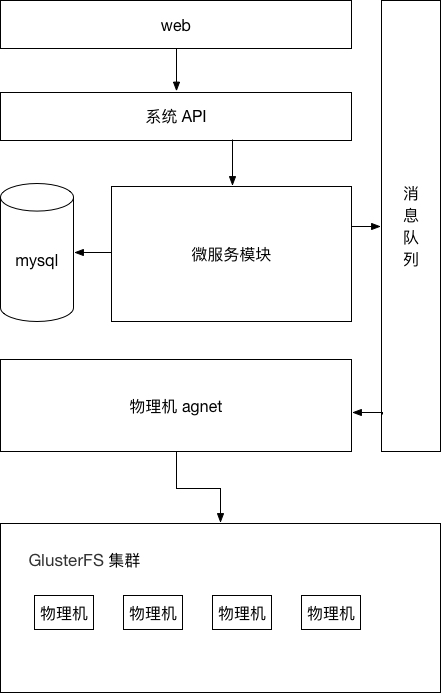 web
系统 API
微服务模块
mysql
消
息
队
列
物理机 agnet
GlusterFS 集群
物理机 物理机 物理机 物理机